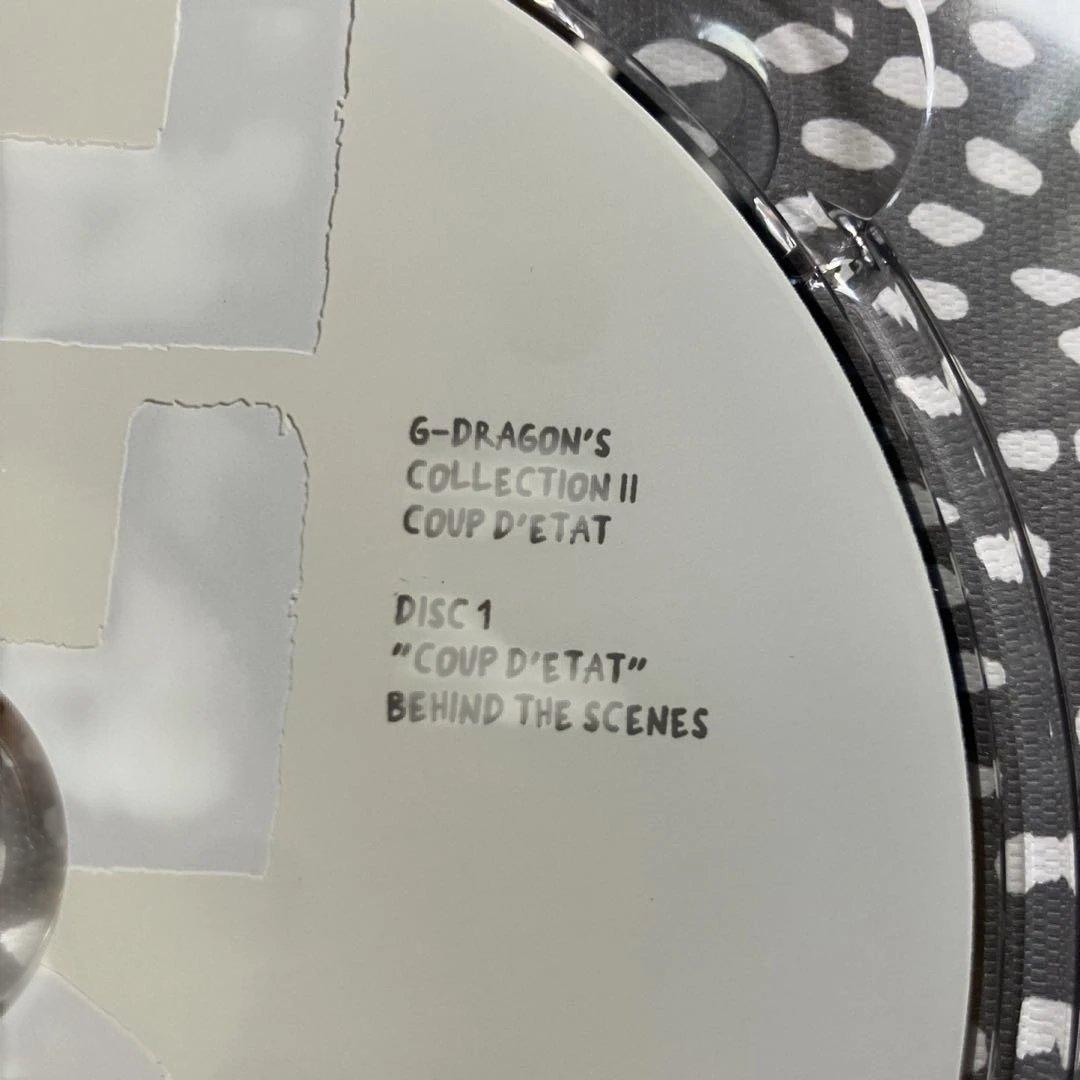 G-DRAGON'S
COLLECTION II
COUP D'ETAT
DISC 1
"COUP D'ETAT"
BEHIND THE SCENES